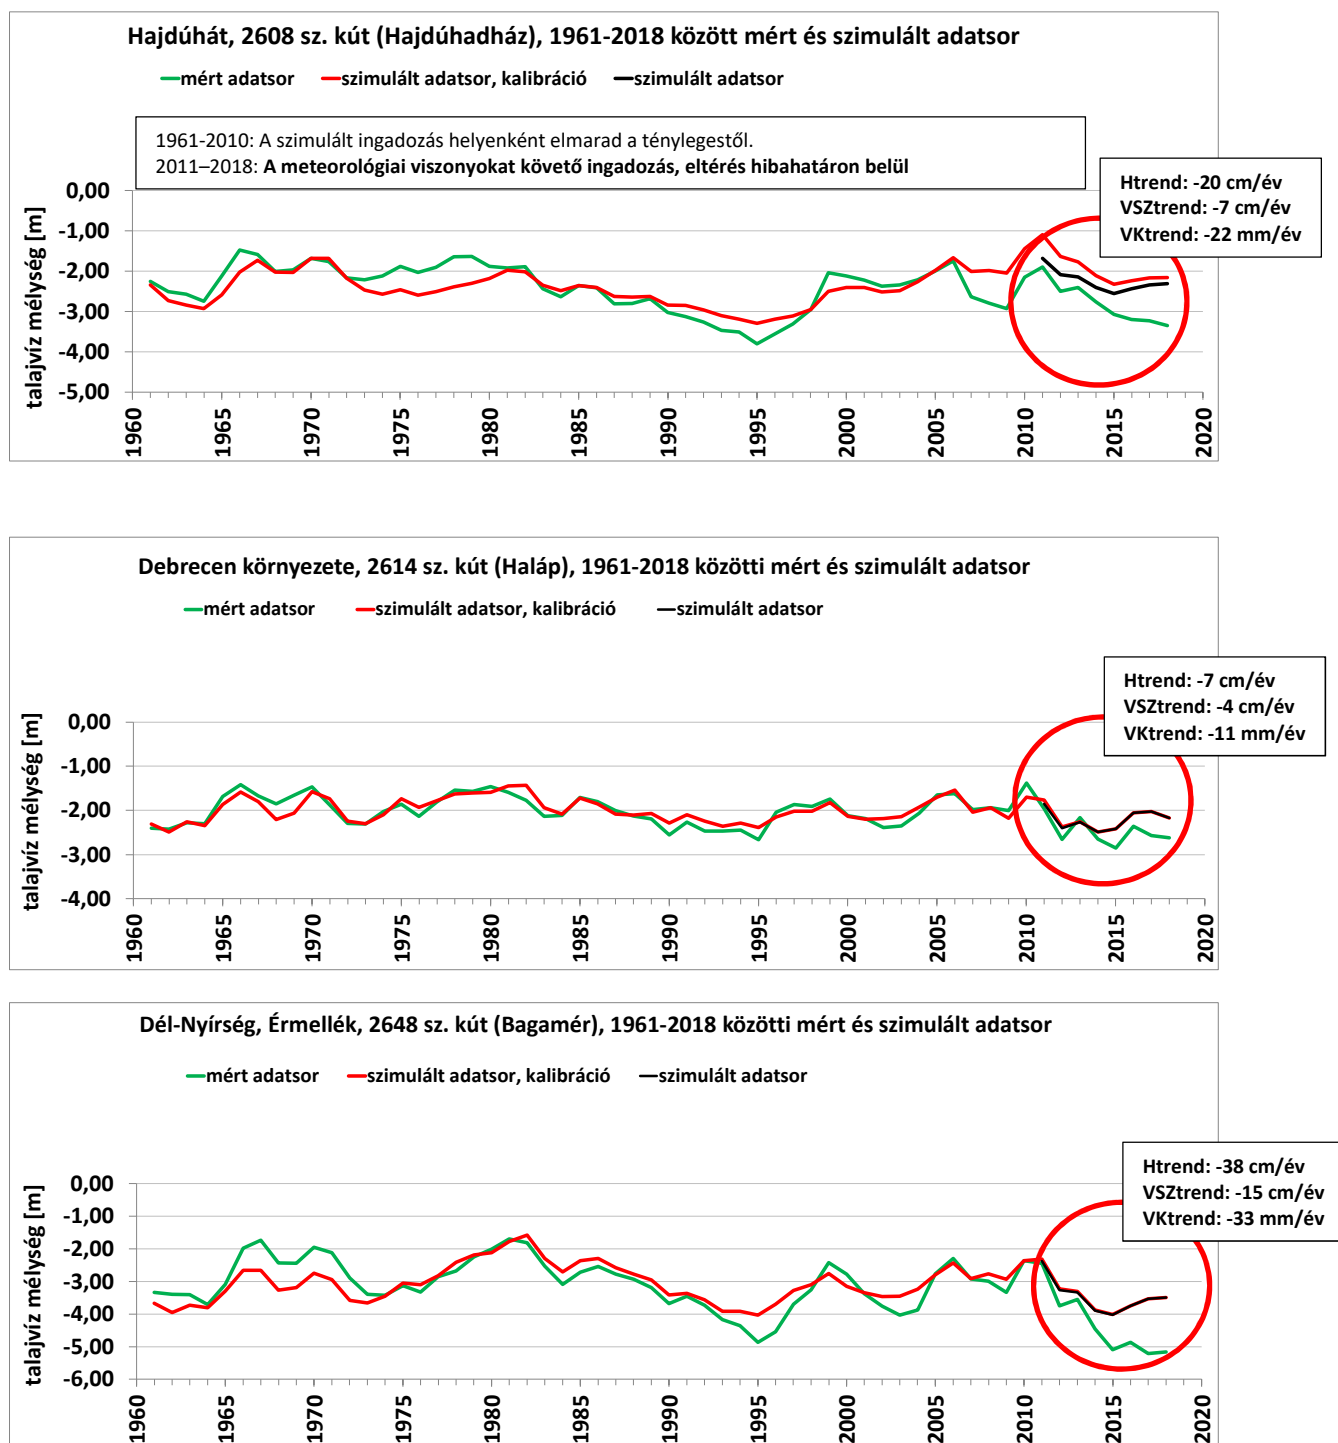 Hajdúhát, 2608 sz. kút (Hajdúhadház), 1961-2018 között mért és szimulált adatsor
mért adatsor szimulált adatsor, kalibráció szimulált adatsor
1961-2010: A szimulált ingadozás helyenként elmarad a ténylegestől.
2011–2018: A meteorológiai viszonyokat követő ingadozás, eltérés hibahatáron belül
Htrend: -20 cm/év
VSZtrend: -7 cm/év
VKtrend: -22 mm/év
talajvíz mélység [m]
0,00
-1,00
-2,00
-3,00
-4,00
-5,00
1960 1965 1970 1975 1980 1985 1990 1995 2000 2005 2010 2015 2020
Debrecen környezete, 2614 sz. kút (Haláp), 1961-2018 közötti mért és szimulált adatsor
mért adatsor szimulált adatsor, kalibráció szimulált adatsor
Htrend: -7 cm/év
VSZtrend: -4 cm/év
VKtrend: -11 mm/év
talajvíz mélység [m]
0,00
-1,00
-2,00
-3,00
-4,00
1960 1965 1970 1975 1980 1985 1990 1995 2000 2005 2010 2015 2020
Dél-Nyírség, Érmellék, 2648 sz. kút (Bagamér), 1961-2018 közötti mért és szimulált adatsor
mért adatsor szimulált adatsor, kalibráció szimulált adatsor
Htrend: -38 cm/év
VSZtrend: -15 cm/év
VKtrend: -33 mm/év
talajvíz mélység [m]
0,00
-1,00
-2,00
-3,00
-4,00
-5,00
-6,00
1960 1965 1970 1975 1980 1985 1990 1995 2000 2005 2010 2015 2020